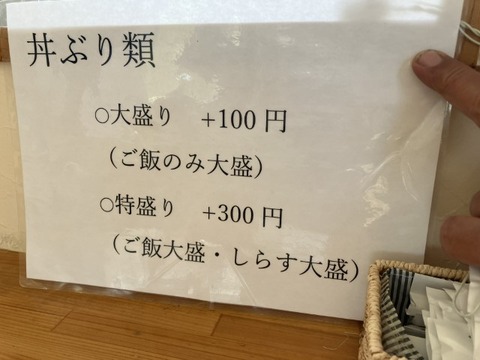 丼ぶり類
○大盛り　+100円
（ご飯のみ大盛）
○特盛り　+300円
（ご飯大盛・しらす大盛）